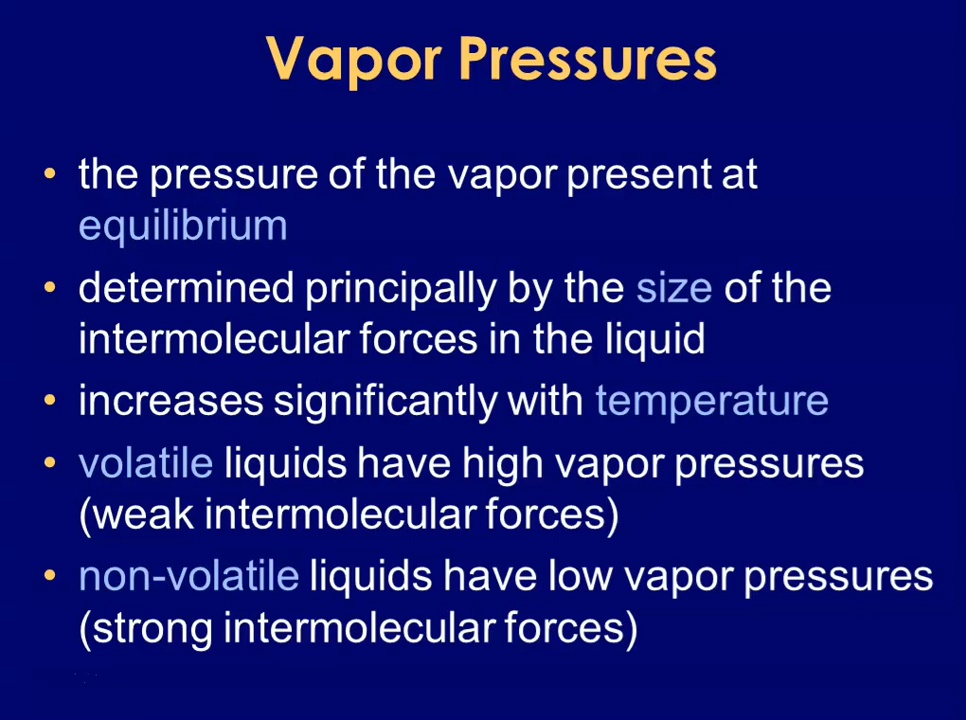 Vapor Pressures
• the pressure of the vapor present at
equilibrium
• determined principally by the size of the
intermolecular forces in the liquid
• increases significantly with temperature
• volatile liquids have high vapor pressures
(weak intermolecular forces)
• non-volatile liquids have low vapor pressures
(strong intermolecular forces)